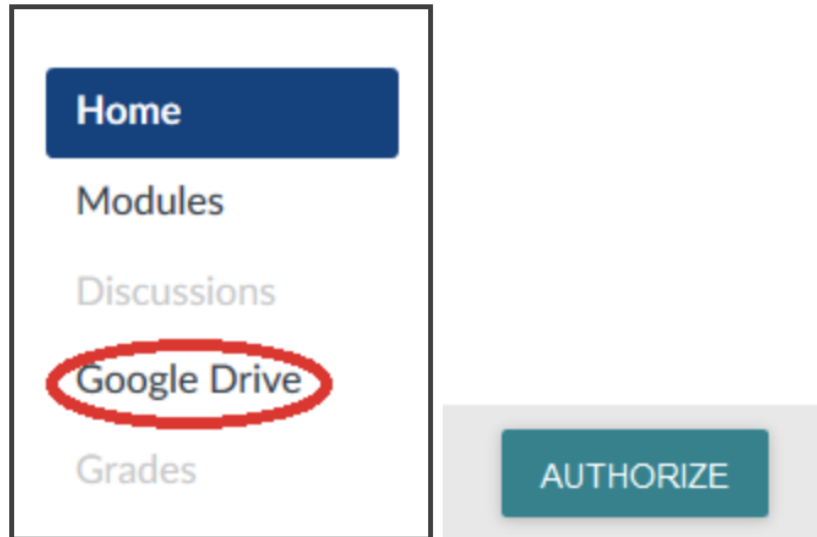 Home
Modules
Discussions
Google Drive
Grades
AUTHORIZE